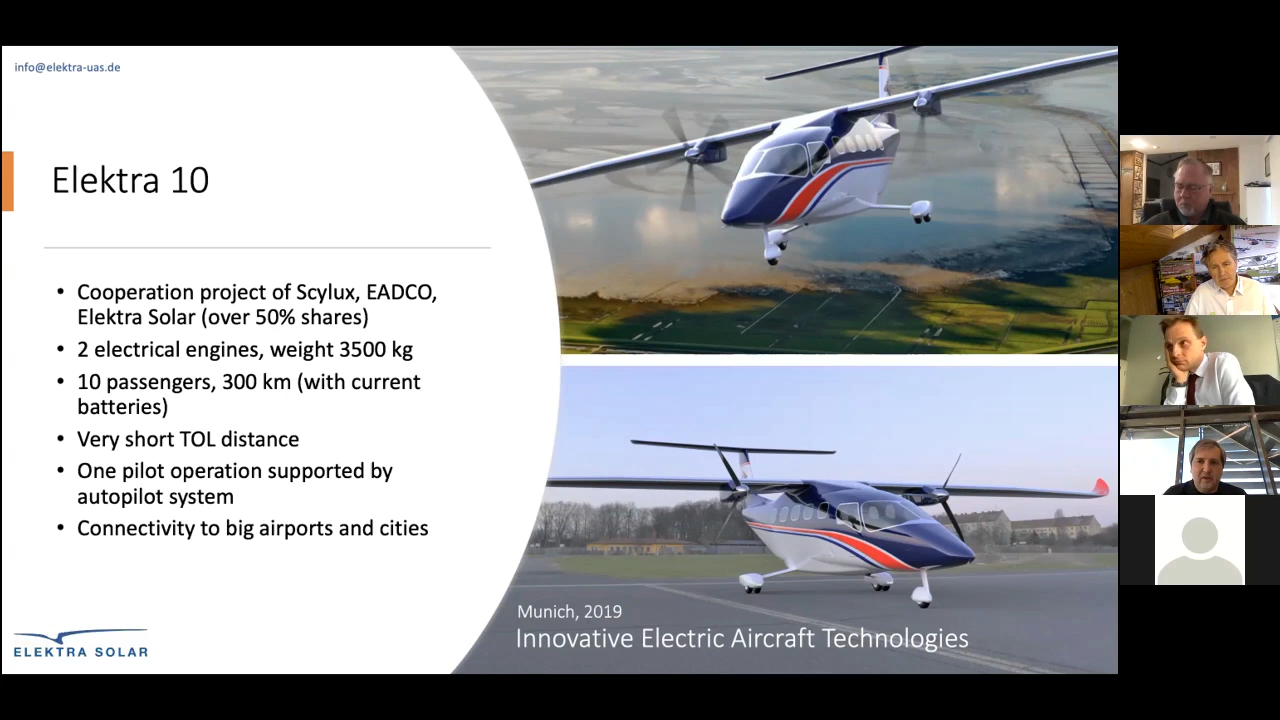 info@elektra-uas.de
Elektra 10
• Cooperation project of Scylux, EADCO,
Elektra Solar (over 50% shares)
• 2 electrical engines, weight 3500 kg
• 10 passengers, 300 km (with current
batteries)
• Very short TOL distance
• One pilot operation supported by
autopilot system
• Connectivity to big airports and cities
Munich, 2019
Innovative Electric Aircraft Technologies
ELEKTRA SOLAR